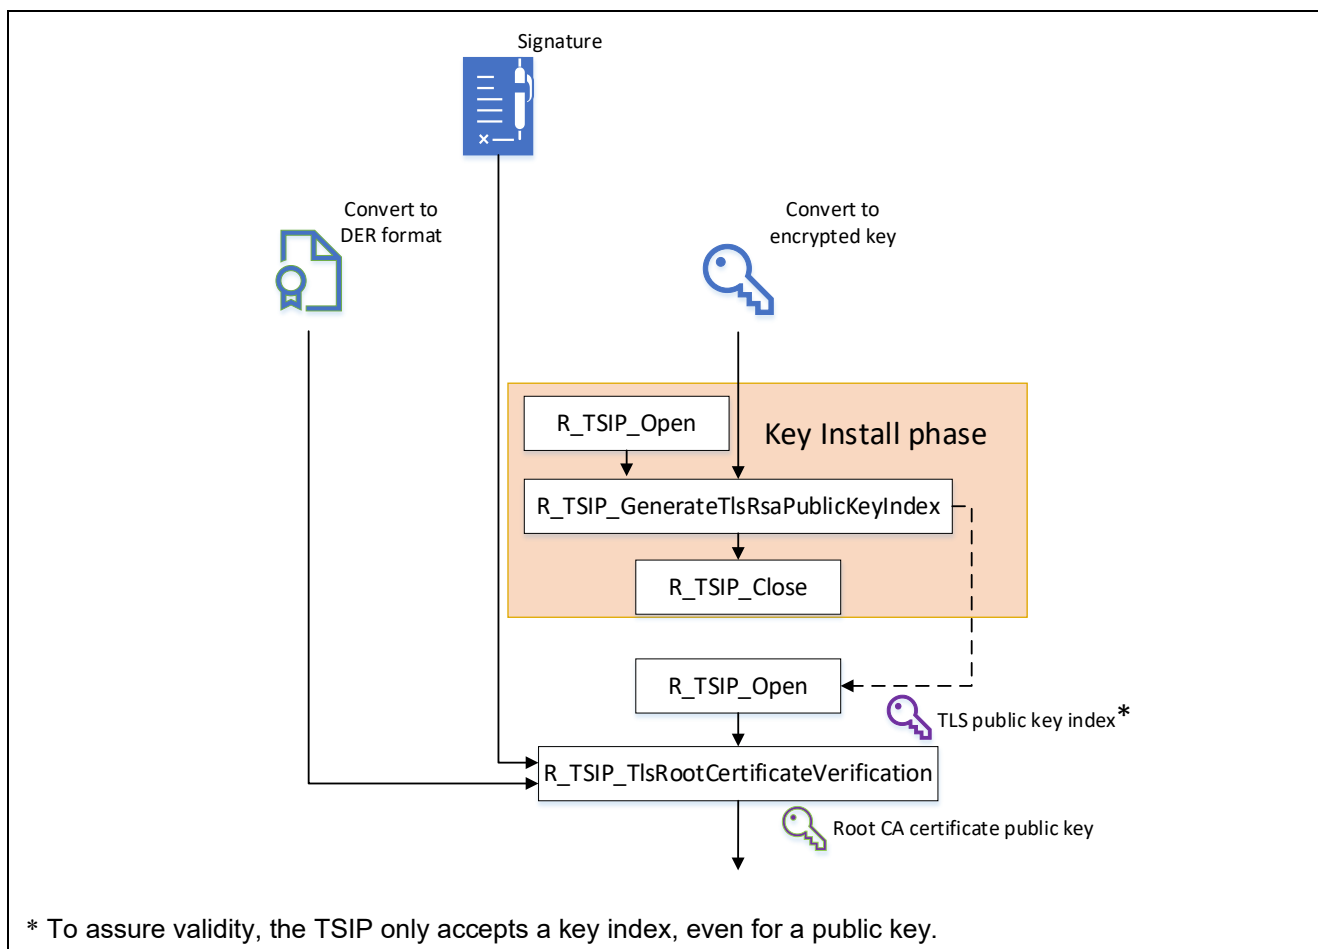 Signature
Convert to
DER format
Convert to
encrypted key
R_TSIP_Open
Key Install phase
R_TSIP_GenerateTlsRsaPublicKeyIndex
R_TSIP_Close
R_TSIP_Open
TLS public key index*
R_TSIP_TlsRootCertificateVerification
Root CA certificate public key
* To assure validity, the TSIP only accepts a key index, even for a public key.